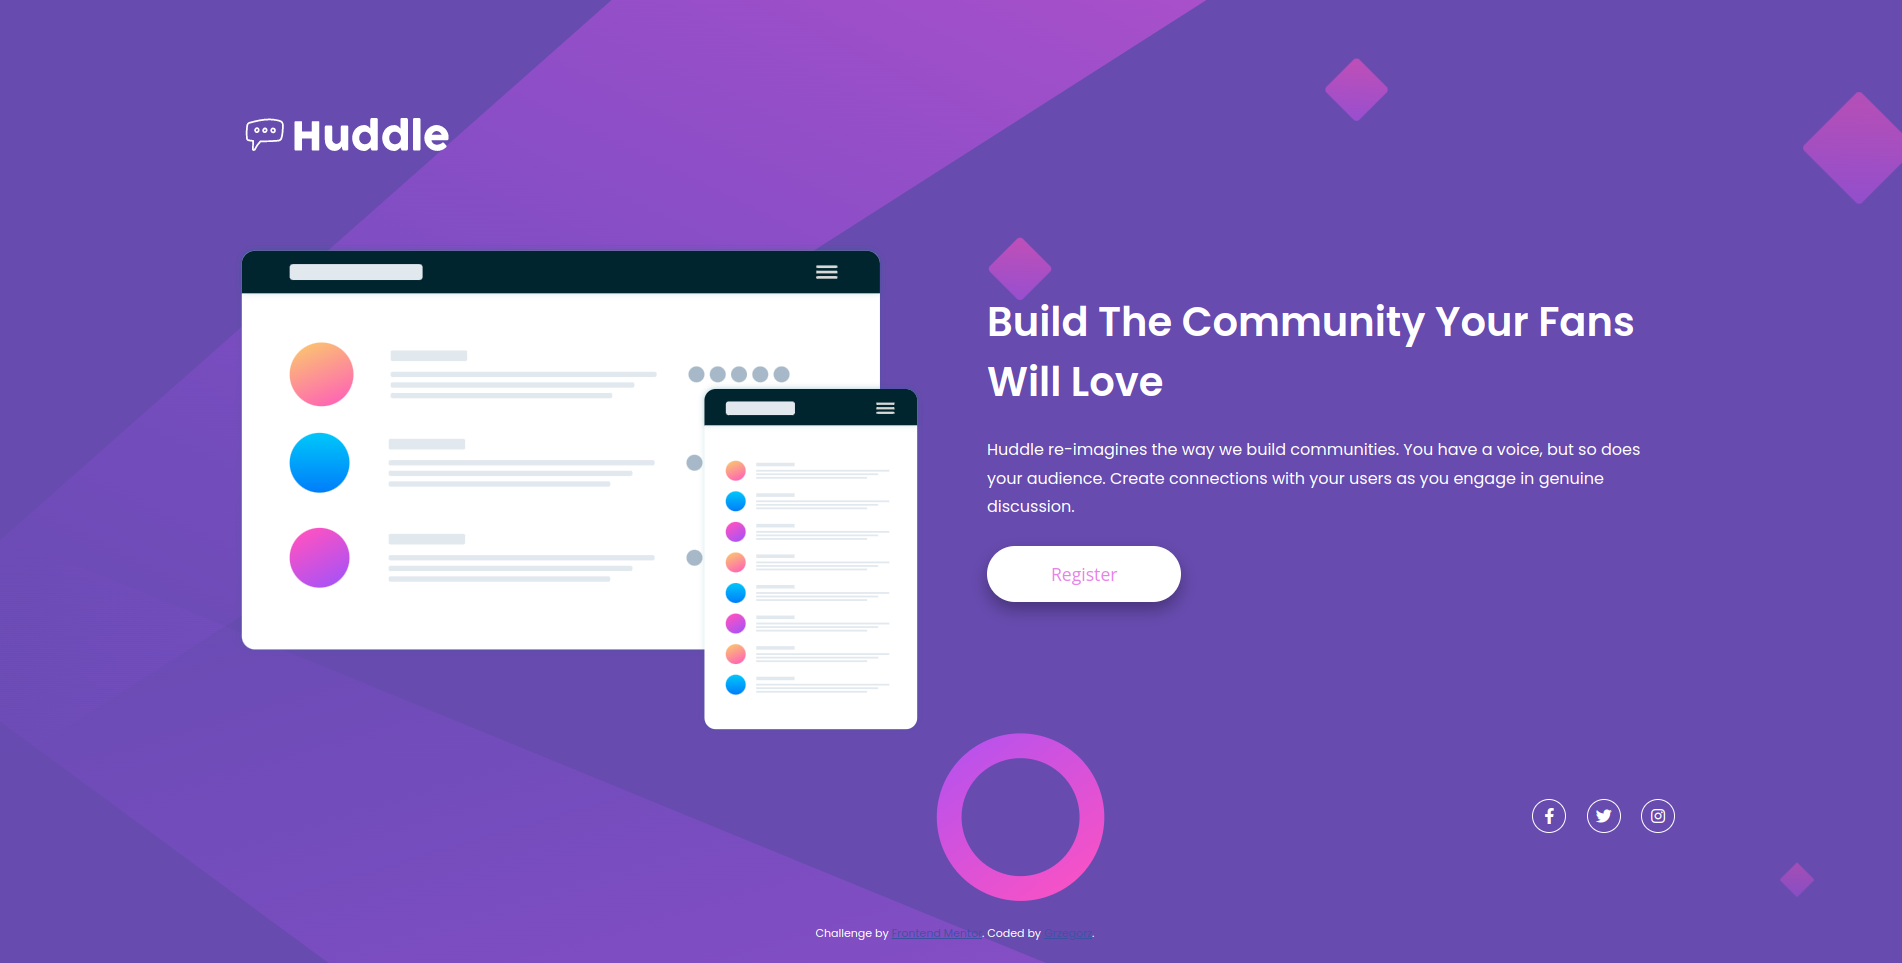 Huddle
Build The Community Your Fans
Will Love
Huddle re-imagines the way we build communities. You have a voice, but so does
your audience. Create connections with your users as you engage in genuine
discussion.
Register
Challenge by Frontend Mentor. Coded by